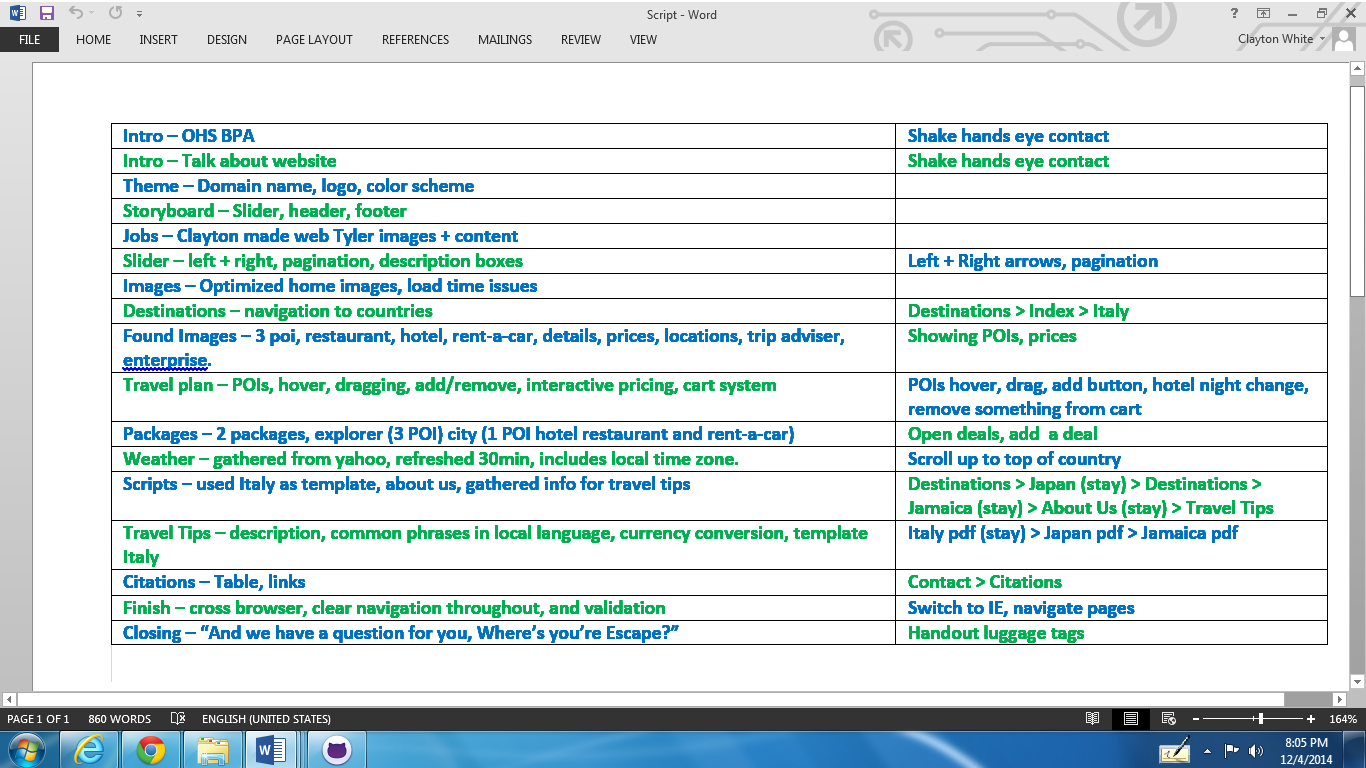 Script - Word
?
FILE HOME INSERT DESIGN PAGE LAYOUT REFERENCES MAILINGS REVIEW VIEW
Clayton White
Intro – OHS BPA Shake hands eye contact
Intro – Talk about website Shake hands eye contact
Theme – Domain name, logo, color scheme
Storyboard – Slider, header, footer
Jobs – Clayton made web Tyler images + content
Slider – left + right, pagination, description boxes Left + Right arrows, pagination
Images – Optimized home images, load time issues
Destinations – navigation to countries Destinations > Index > Italy
Found Images – 3 poi, restaurant, hotel, rent-a-car, details, prices, locations, trip adviser, Showing POIs, prices
enterprise.
Travel plan – POIs, hover, dragging, add/remove, interactive pricing, cart system POIs hover, drag, add button, hotel night change,
remove something from cart
Packages – 2 packages, explorer (3 POI) city (1 POI hotel restaurant and rent-a-car) Open deals, add  a deal
Weather – gathered from yahoo, refreshed 30min, includes local time zone. Scroll up to top of country
Scripts – used Italy as template, about us, gathered info for travel tips Destinations > Japan (stay) > Destinations >
Jamaica (stay) > About Us (stay) > Travel Tips
Travel Tips – description, common phrases in local language, currency conversion, template Italy pdf (stay) > Japan pdf > Jamaica pdf
Italy
Citations – Table, links Contact > Citations
Finish – cross browser, clear navigation throughout, and validation Switch to IE, navigate pages
Closing – “And we have a question for you, Where’s you’re Escape?” Handout luggage tags
PAGE 1 OF 1 860 WORDS ENGLISH (UNITED STATES) 164%
8:05 PM
12/4/2014